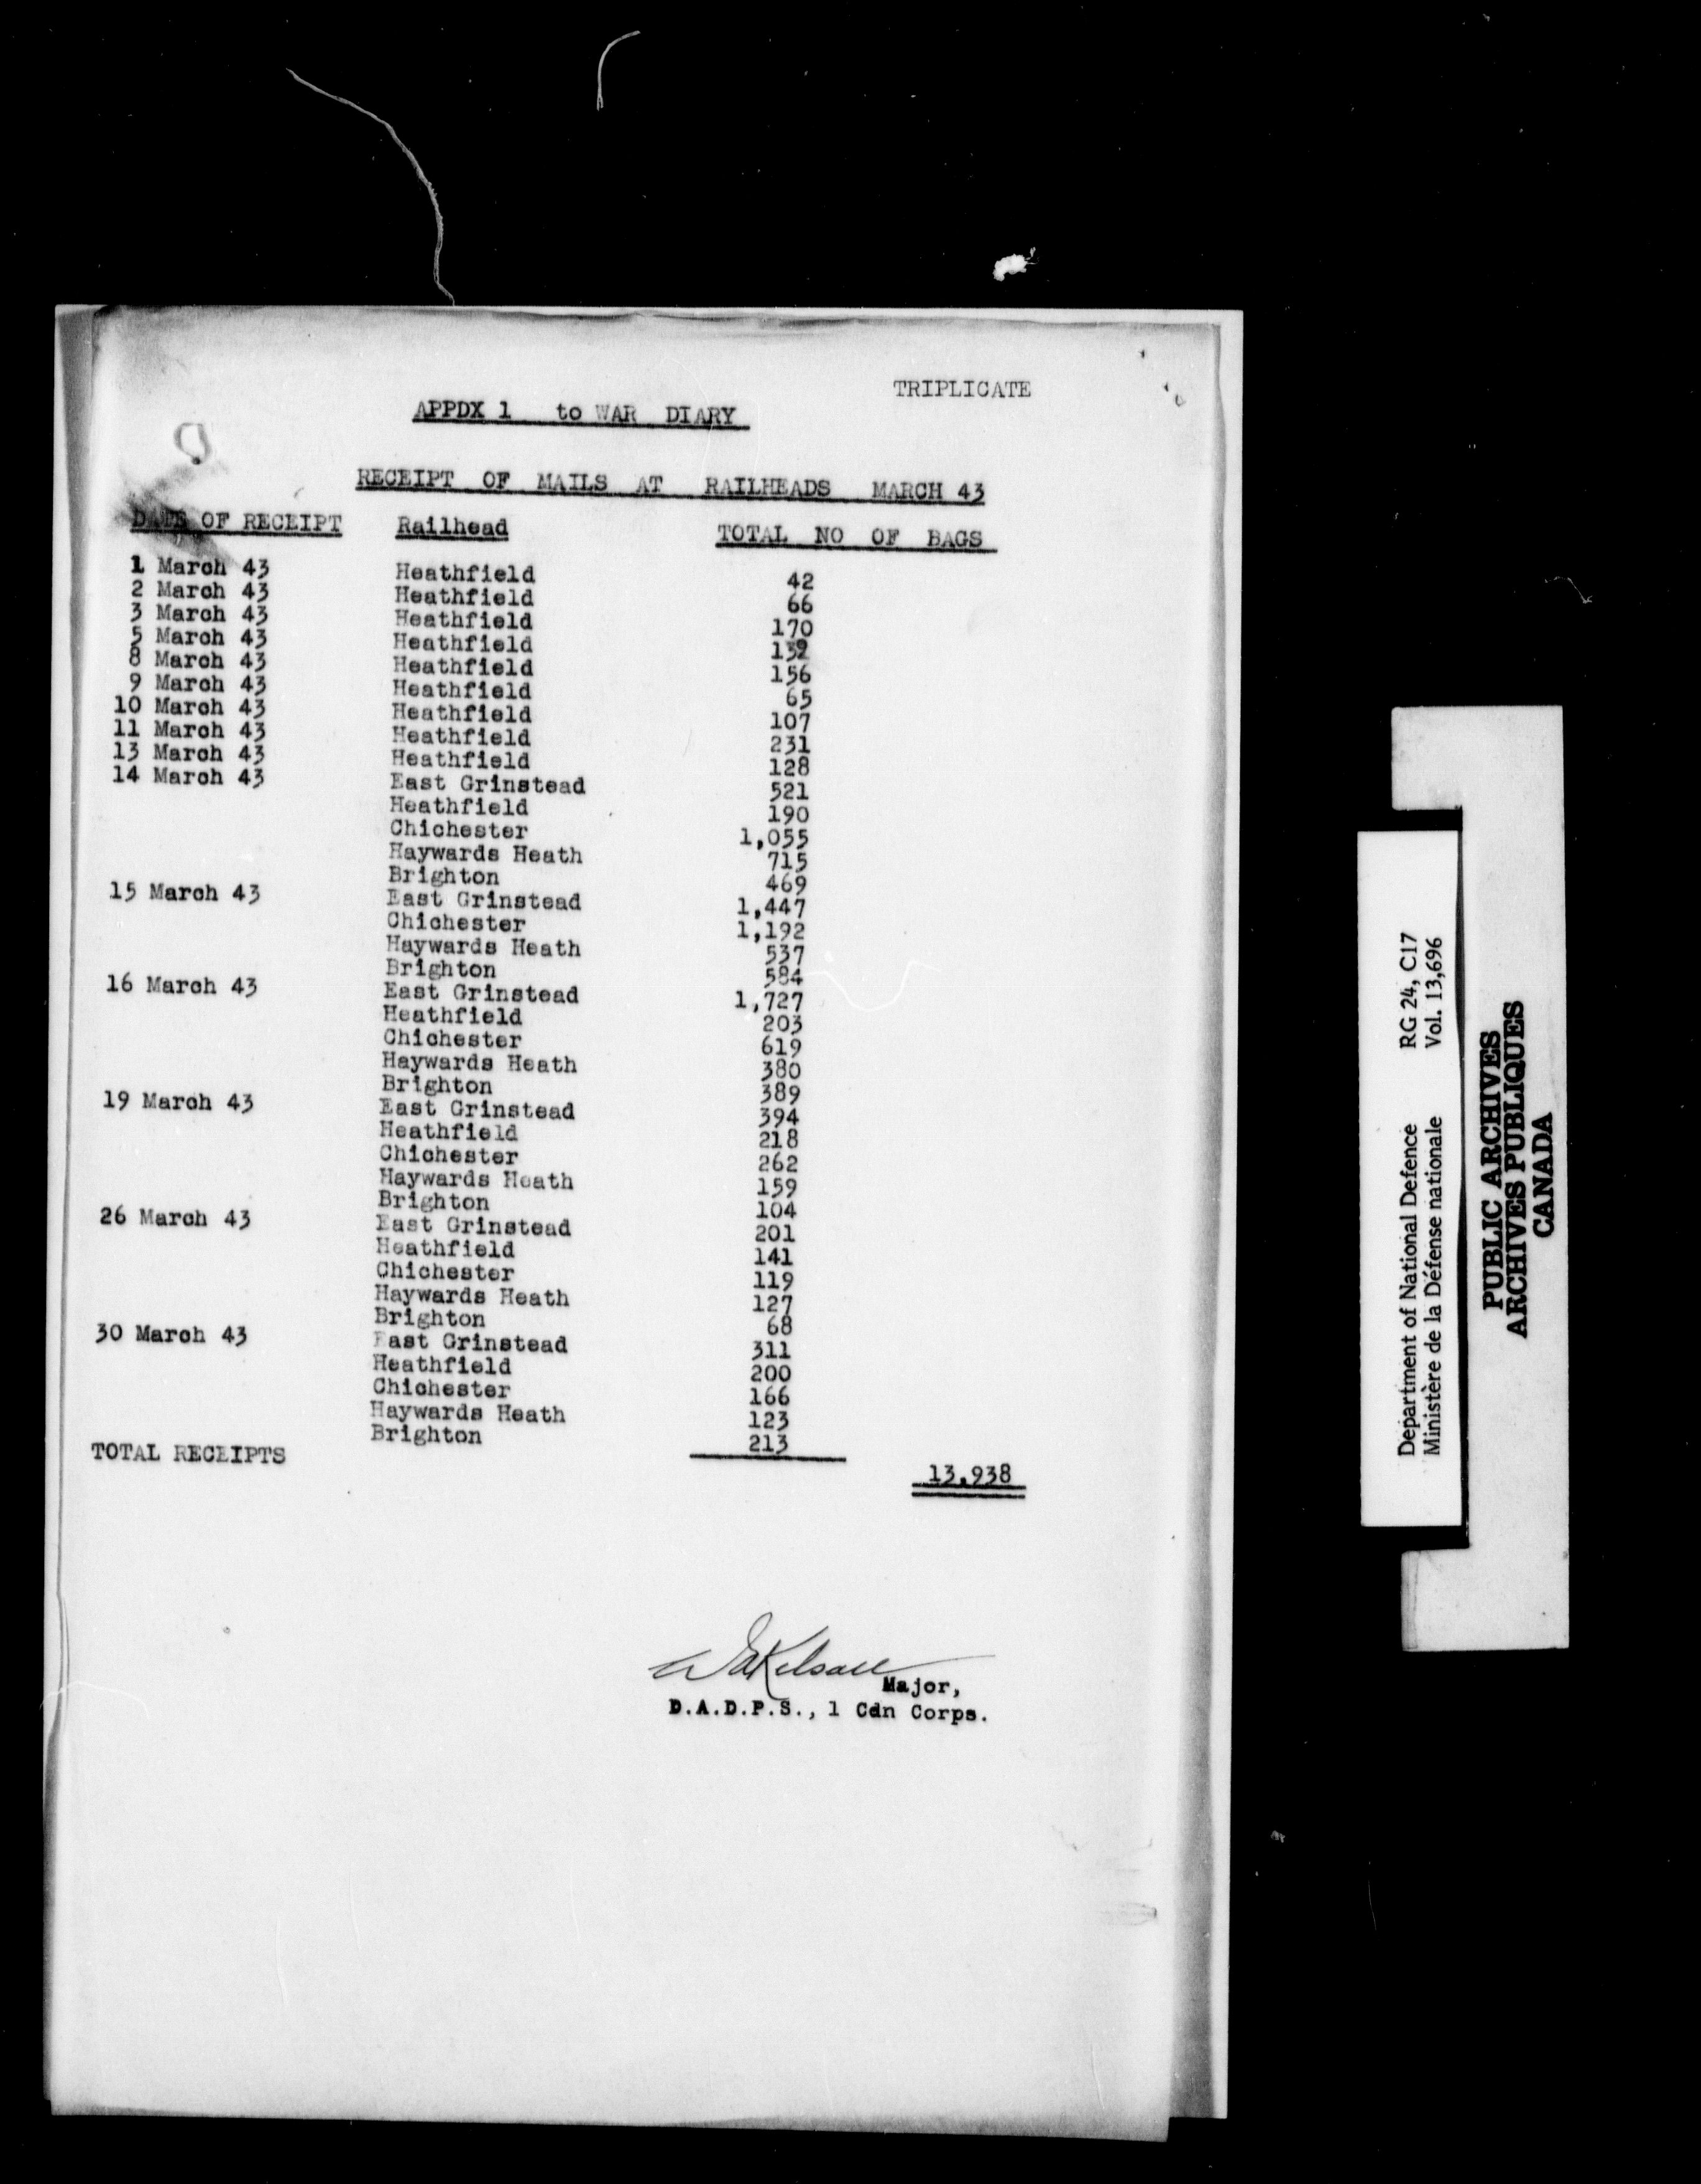 TRIPLICATE
APPDX 1 to WAR DIARY
RECEIPT OF MAILS AT RAILHEADS MARCH 43
DATE OF RECEIPT Railhead TOTAL NO OF BAGS
1 March 43 Heathfield 42
2 March 43 Heathfield 66
3 March 43 Heathfield 170
5 March 43 Heathfield 139
8 March 43 Heathfield 156
9 March 43 Heathfield 65
10 March 43 Heathfield 107
11 March 43 Heathfield 231
13 March 43 Heathfield 128
14 March 43 East Grinstead 521
Heathfield 190
Chichester 1,055
Haywards Heath 715
Brighton 469
15 March 43 East Grinstead 1,447
Chichester 1,192
Haywards Heath 537
Brighton 584
16 March 43 East Grinstead 1,727
Heathfield 203
Chichester 619
Haywards Heath 380
Brighton 389
19 March 43 East Grinstead 394
Heathfield 218
Chichester 262
Haywards Heath 159
Brighton 104
26 March 43 East Grinstead 201
Heathfield 141
Chichester 119
Haywards Heath 127
Brighton 68
30 March 43 East Grinstead 311
Heathfield 200
Chichester 166
Haywards Heath 123
Brighton 213
TOTAL RECEIPTS 13,938
Kelsall
Major,
D.A.D.P.S., 1 Cdn Corps.
Department of National Defence RG 24, C17
Ministère de la Défense nationale Vol. 13,696
PUBLIC ARCHIVES
ARCHIVES PUBLIQUES
CANADA